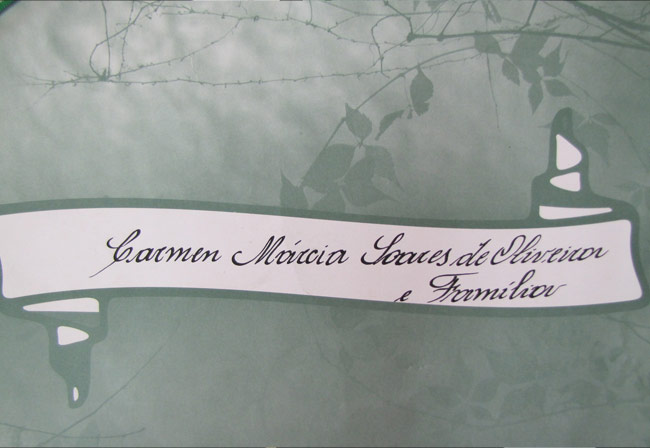 Carmen Márcia Soares de Oliveira
e Família